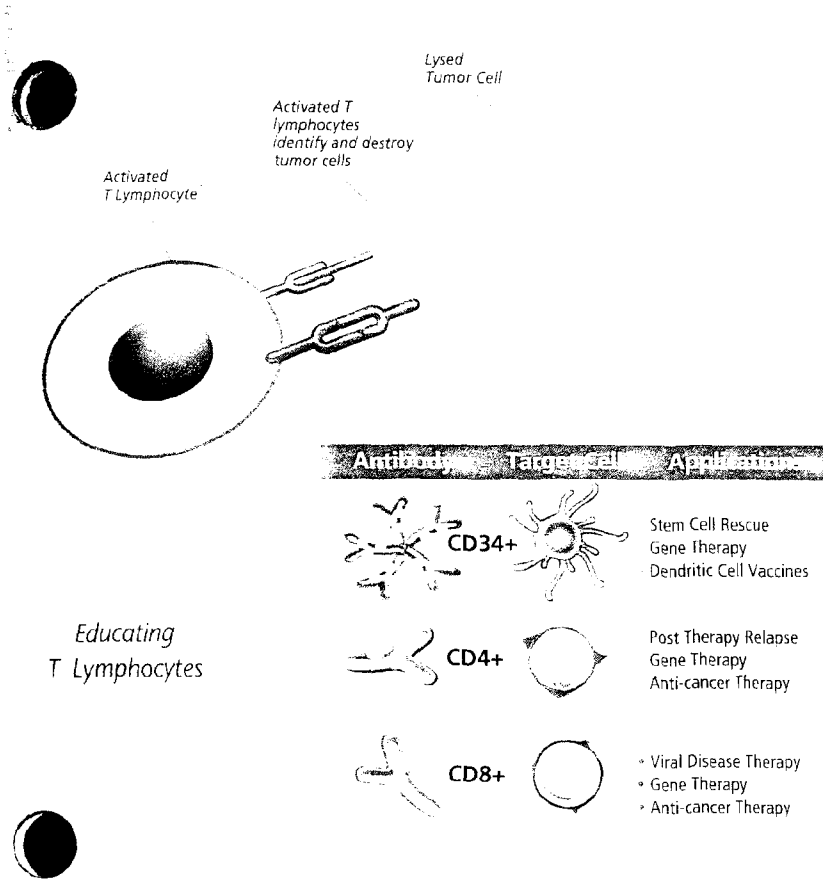 Lysed
Tumor Cell
Activated T
lymphocytes
identify and destroy
tumor cells
Activated
T Lymphocyte
Antibody Target Cell Applications
CD34+
Stem Cell Rescue
Gene Therapy
Dendritic Cell Vaccines
Educating
T Lymphocytes
CD4+
Post Therapy Relapse
Gene Therapy
Anti-cancer Therapy
CD8+
• Viral Disease Therapy
• Gene Therapy
• Anti-cancer Therapy